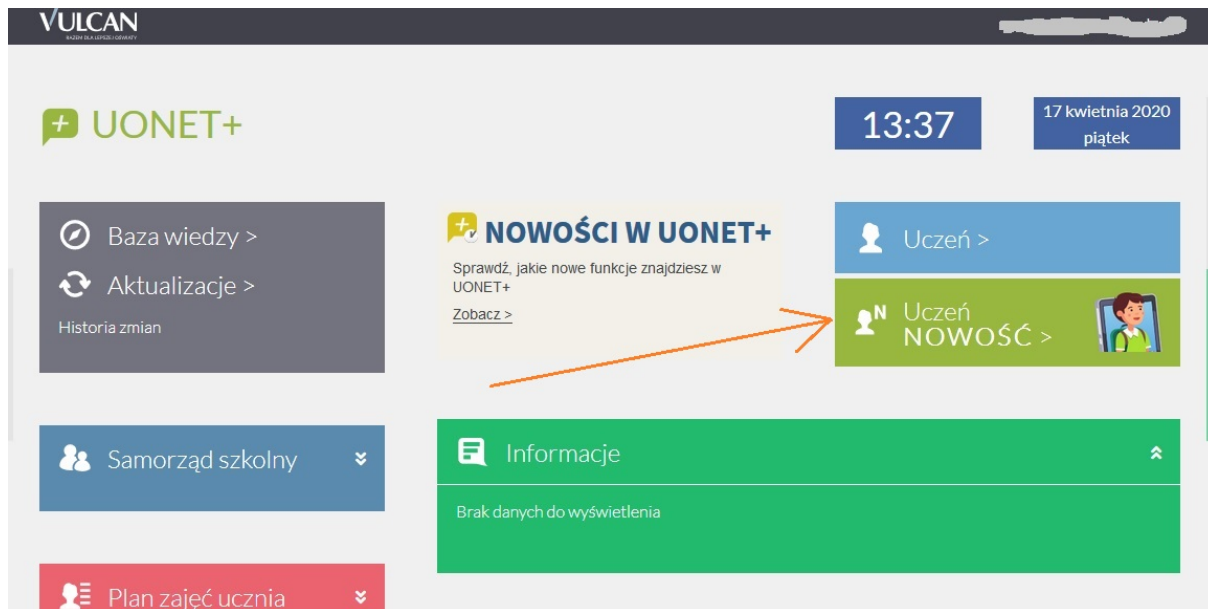 VULCAN
UONET+
13:37
17 kwietnia 2020
piątek
Baza wiedzy >
Aktualizacje >
Historia zmian
NOWOŚCI W UONET+
Sprawdź, jakie nowe funkcje znajdziesz w
UONET+
Zobacz >
Uczeń >
N Uczeń
NOWOŚĆ >
Samorząd szkolny
Informacje
Brak danych do wyświetlenia
Plan zajęć ucznia